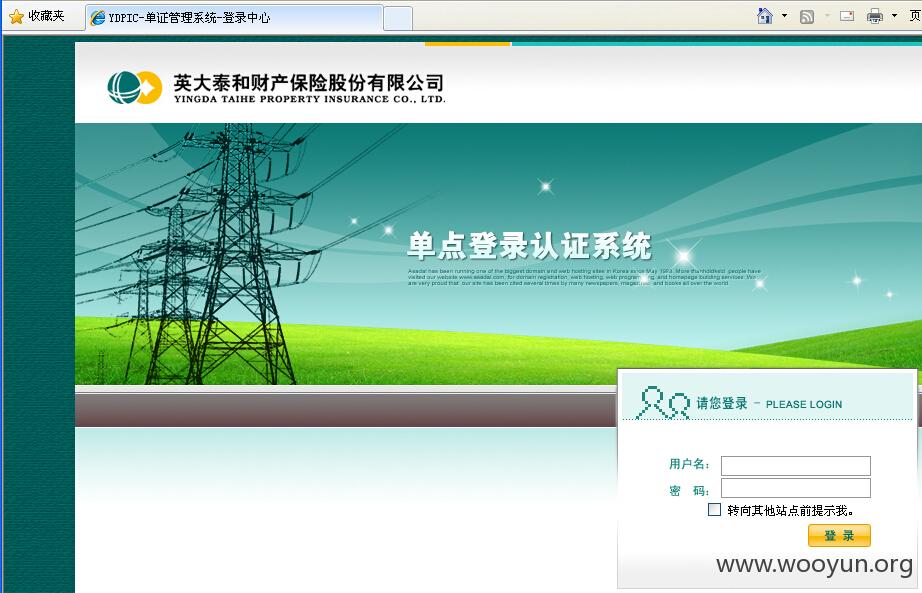 收藏夹
YDPIC-单证管理系统-登录中心
页
英大泰和财产保险股份有限公司
YINGDA TAIHE PROPERTY INSURANCE CO., LTD.
单点登录认证系统
Asadal has been running one of the biggest domain and web hosting sites in Korea since May 1998. More than people have
visited our website www.asadal.com, for domain registration, web hosting, web programming, and homepage building services. We
are very proud that our site has been cited several times by many newspapers, magazines and books all over the world.
请您登录 - PLEASE LOGIN
用户名:
密 码:
转向其他站点前提示我。
登 录
www.wooyun.org